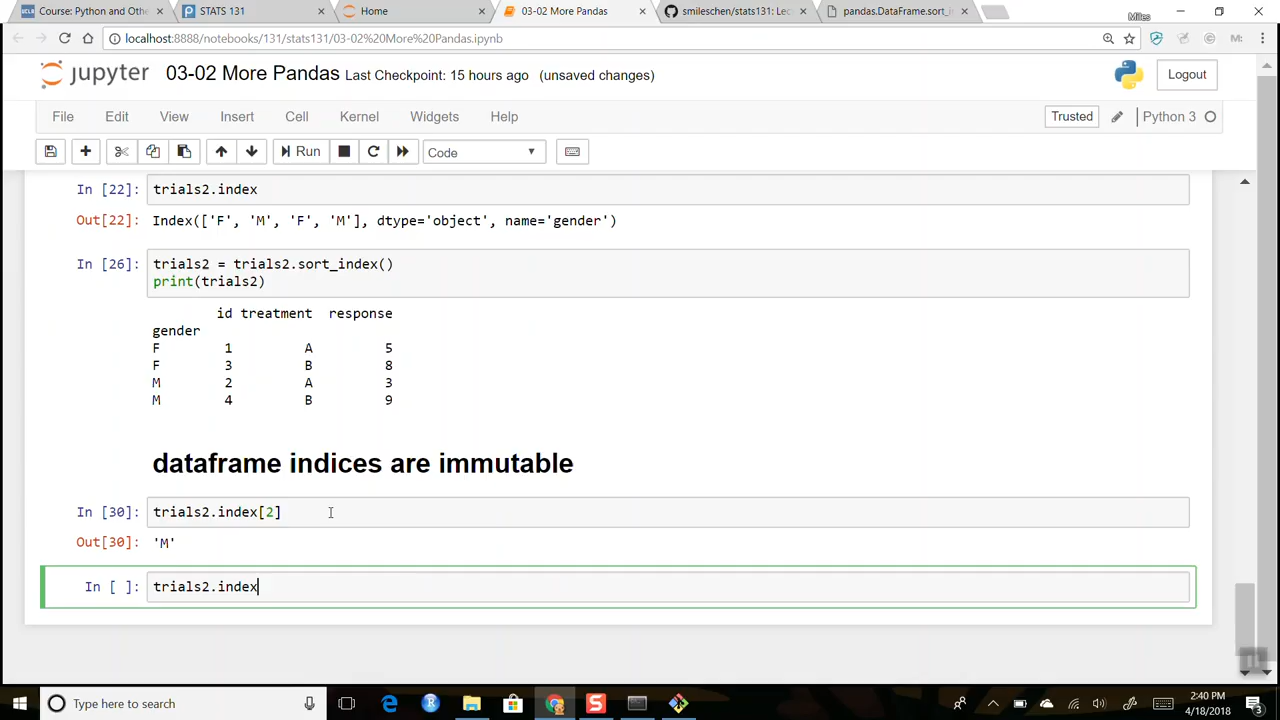 Course: Python and Othe
STATS 131
Home
03-02 More Pandas
smileschen/stats131: Lec
pandas.DataFrame.sort_i
Miles
localhost:8888/notebooks/131/stats131/03-02%20More%20Pandas.ipynb
jupyter 03-02 More Pandas Last Checkpoint: 15 hours ago (unsaved changes)
Logout
File Edit View Insert Cell Kernel Widgets Help
Trusted
Python 3
Run
Code
In [22]: trials2.index
Out[22]: Index(['F', 'M', 'F', 'M'], dtype='object', name='gender')
In [26]: trials2 = trials2.sort_index()
print(trials2)
id treatment response
gender
F 1 A 5
F 3 B 8
M 2 A 3
M 4 B 9
dataframe indices are immutable
In [30]: trials2.index[2]
Out[30]: 'M'
In [ ]: trials2.index
Type here to search
2:40 PM
4/18/2018
3